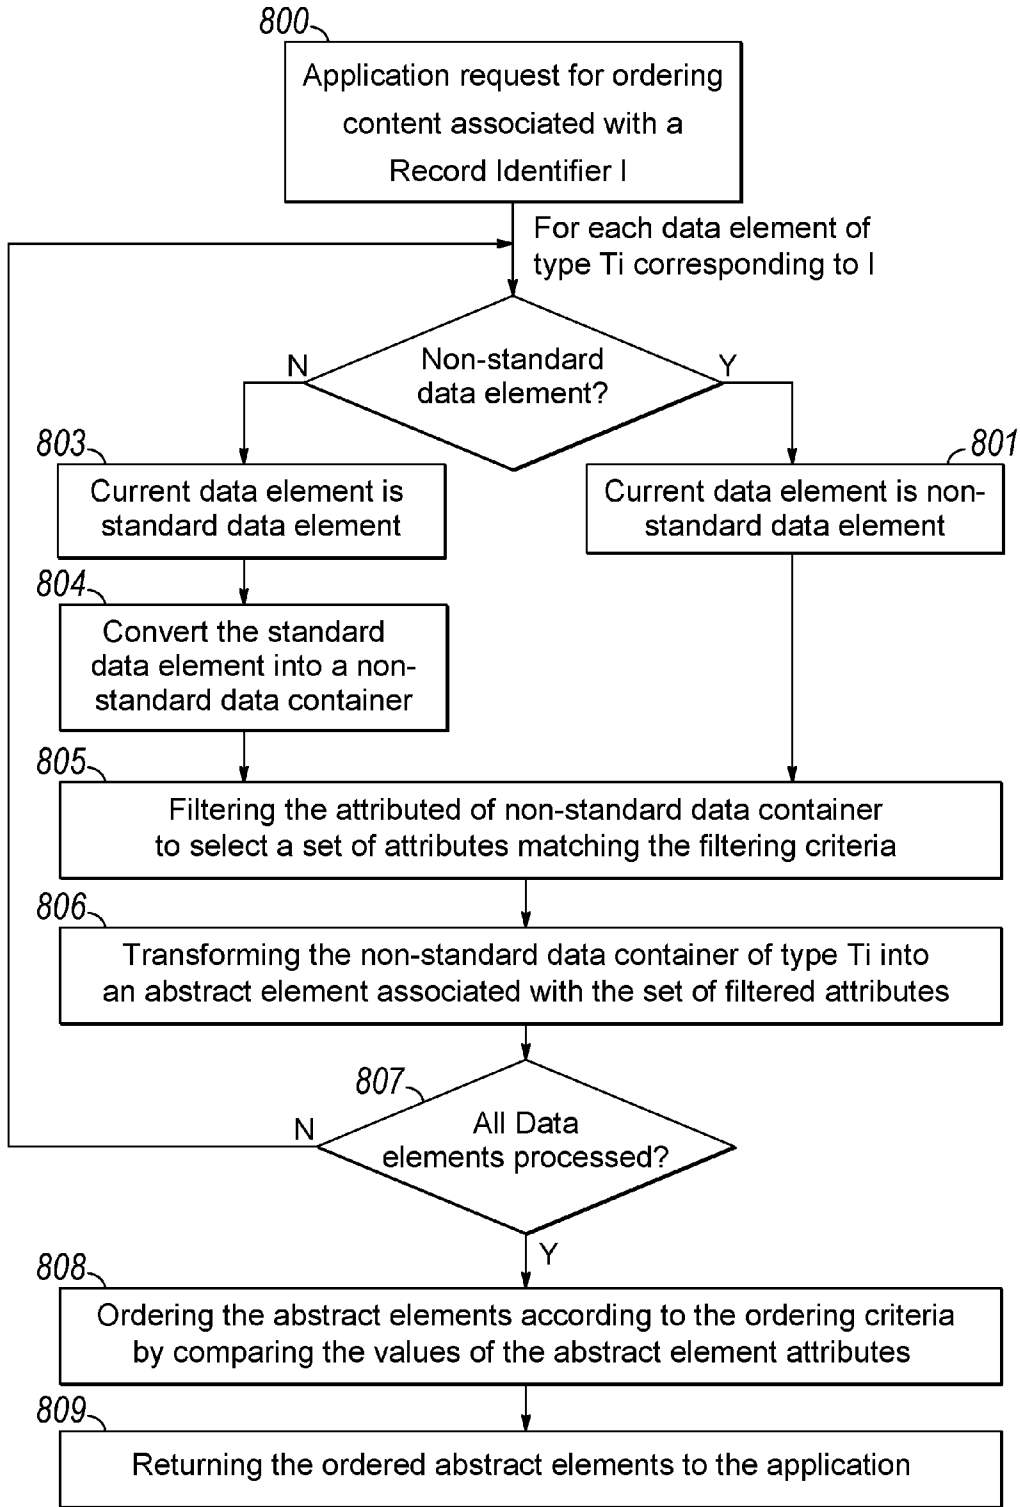 800
Application request for ordering
content associated with a
Record Identifier I
For each data element of
type Ti corresponding to I
Non-standard
data element?
N
Y
803
Current data element is
standard data element
801
Current data element is non-
standard data element
804
Convert the standard
data element into a non-
standard data container
805
Filtering the attributed of non-standard data container
to select a set of attributes matching the filtering criteria
806
Transforming the non-standard data container of type Ti into
an abstract element associated with the set of filtered attributes
807
All Data
elements processed?
N
Y
808
Ordering the abstract elements according to the ordering criteria
by comparing the values of the abstract element attributes
809
Returning the ordered abstract elements to the application